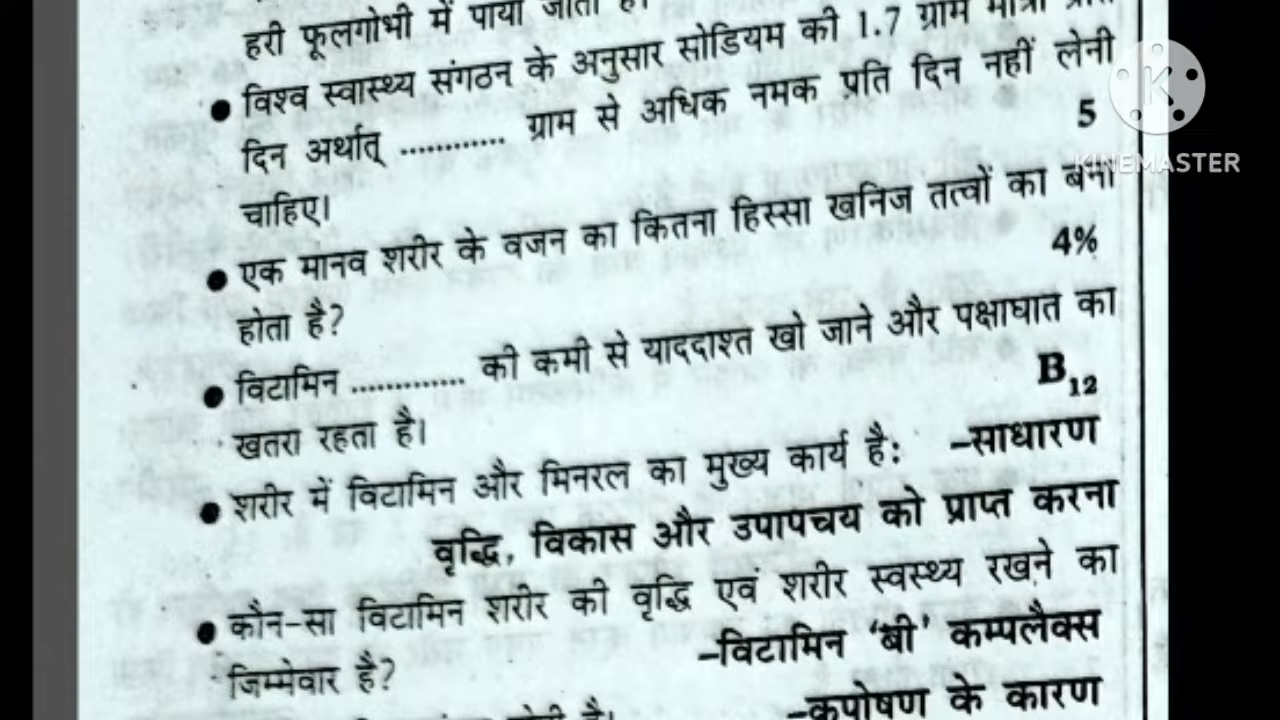 हरी फूलगोभी में पाया जाता है।
● विश्व स्वास्थ्य संगठन के अनुसार सोडियम की 1.7 ग्राम मात्रा प्रति
दिन अर्थात् ............ ग्राम से अधिक नमक प्रति दिन नहीं लेनी
चाहिए। 5
● एक मानव शरीर के वजन का कितना हिस्सा खनिज तत्वों का बना
होता है? 4%
● विटामिन ............. की कमी से याददाश्त खो जाने और पक्षाघात का
खतरा रहता है। B12
● शरीर में विटामिन और मिनरल का मुख्य कार्य है: –साधारण
वृद्धि, विकास और उपापचय को प्राप्त करना
● कौन-सा विटामिन शरीर की वृद्धि एवं शरीर स्वस्थ्य रखने का
जिम्मेवार है? –विटामिन ‘बी’ कम्पलैक्स
होती है। –कुपोषण के कारण
K
KINEMASTER